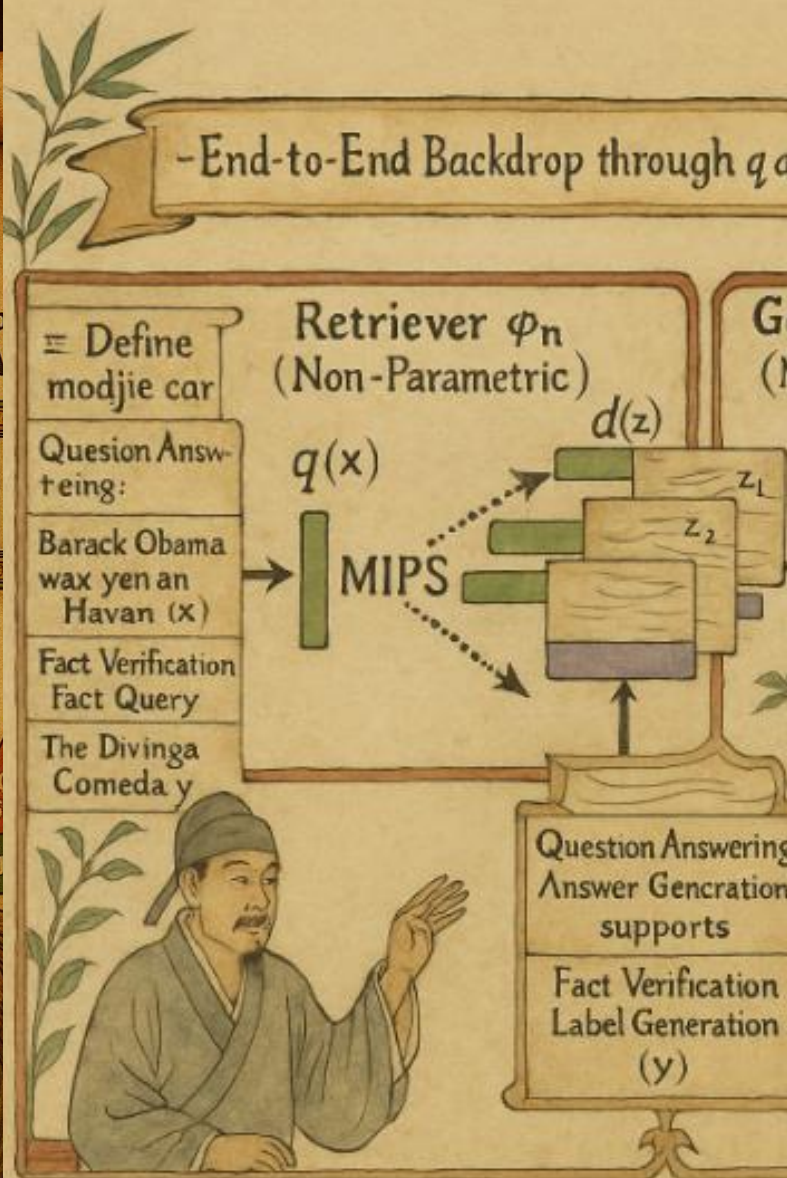 -End-to-End Backdrop through q
≡ Define
modjie car
Retriever φn
(Non-Parametric)
Quesion Answ-
teing:
q(x)
d(z)
z1
z2
Barack Obama
wax yen an
Havan (x)
MIPS
Fact Verification
Fact Query
The Divinga
Comeda y
Question Answering
Answer Gencration
supports
Fact Verification
Label Generation
(y)